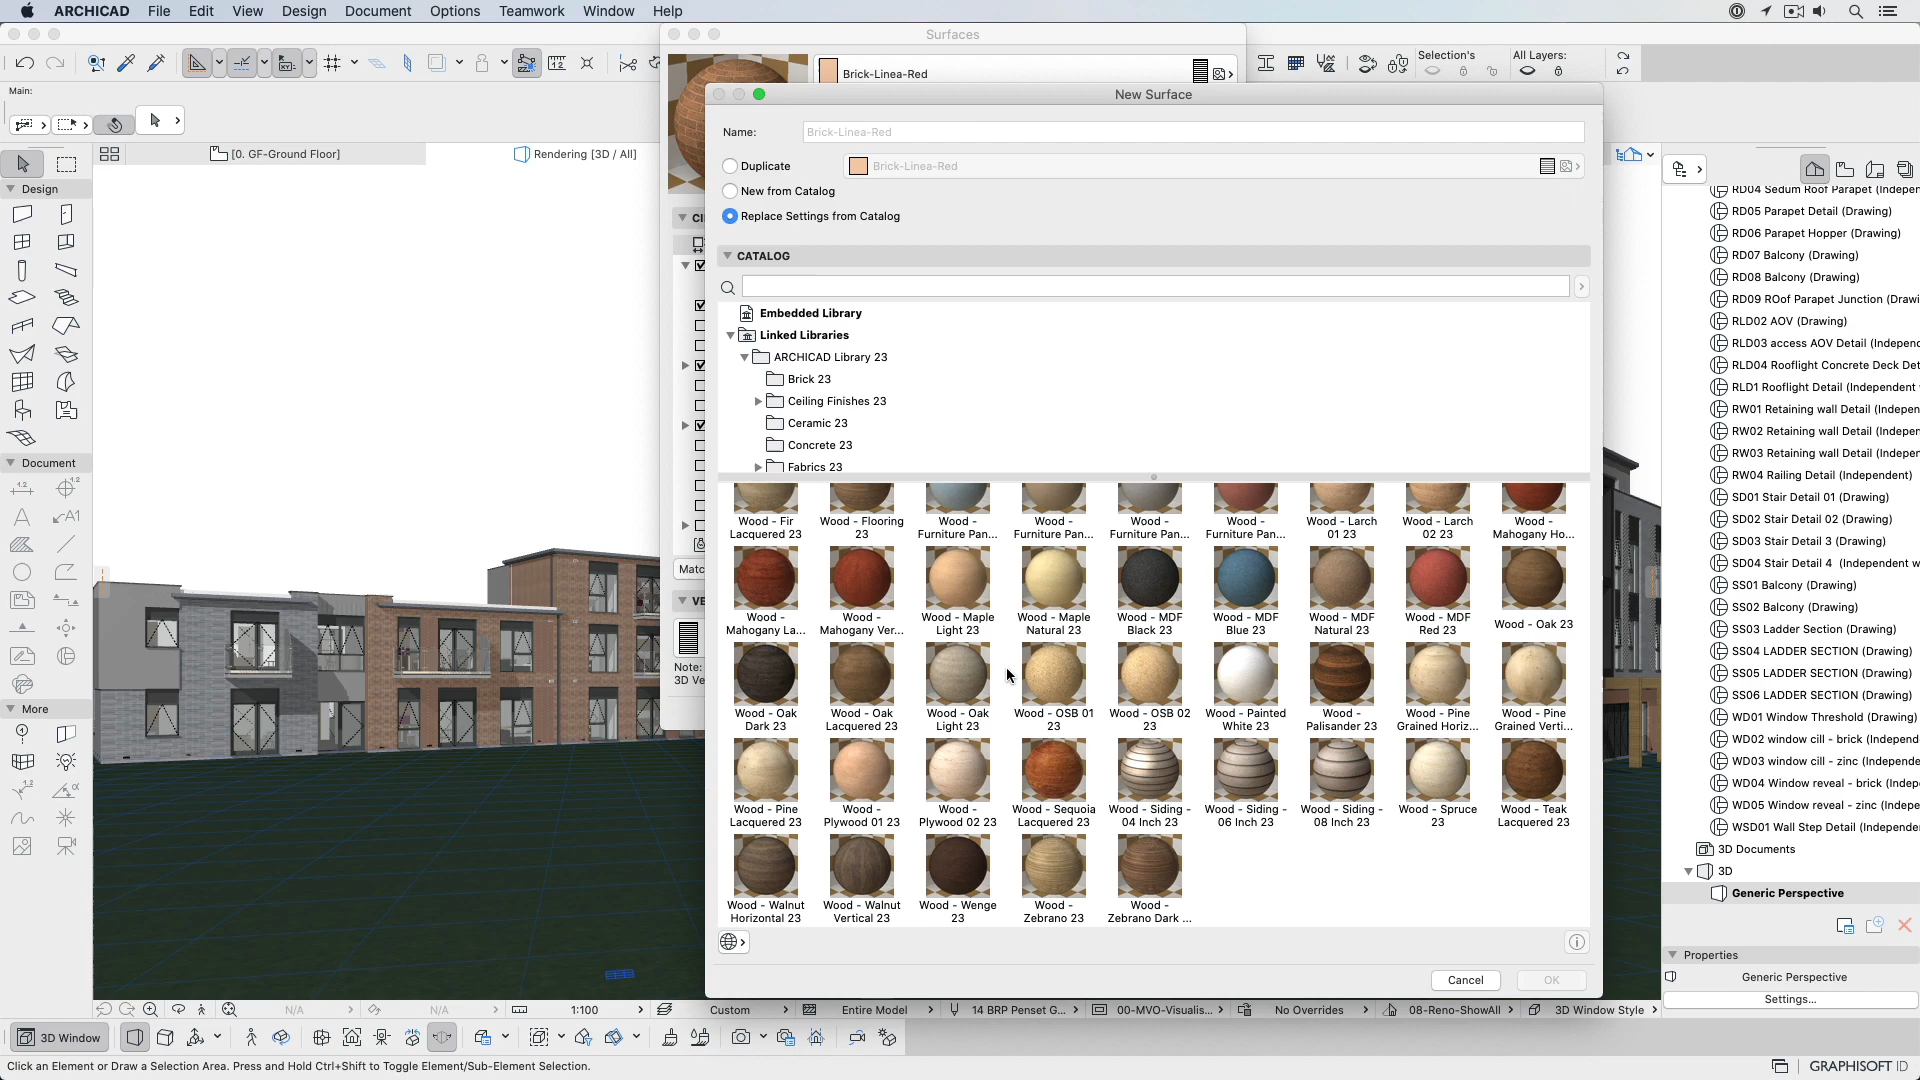 ARCHICAD File Edit View Design Document Options Teamwork Window Help
Surfaces
Brick-Linea-Red
Selection's
All Layers:
Main:
New Surface
Name:
Brick-Linea-Red
Duplicate
Brick-Linea-Red
New from Catalog
Replace Settings from Catalog
[0. GF-Ground Floor]
Rendering [3D / All]
CATALOG
Embedded Library
Linked Libraries
ARCHICAD Library 23
Brick 23
Ceiling Finishes 23
Ceramic 23
Concrete 23
Fabrics 23
Wood - Fir Lacquered 23
Wood - Flooring 23
Wood - Furniture Pan...
Wood - Furniture Pan...
Wood - Furniture Pan...
Wood - Furniture Pan...
Wood - Larch 01 23
Wood - Larch 02 23
Wood - Mahogany Ho...
Wood - Mahogany La...
Wood - Mahogany Ver...
Wood - Maple Light 23
Wood - Maple Natural 23
Wood - MDF Black 23
Wood - MDF Blue 23
Wood - MDF Natural 23
Wood - MDF Red 23
Wood - Oak 23
Wood - Oak Dark 23
Wood - Oak Lacquered 23
Wood - Oak Light 23
Wood - OSB 01 23
Wood - OSB 02 23
Wood - Painted White 23
Wood - Palisander 23
Wood - Pine Grained Horiz...
Wood - Pine Grained Verti...
Wood - Pine Lacquered 23
Wood - Plywood 01 23
Wood - Plywood 02 23
Wood - Sequoia Lacquered 23
Wood - Siding - 04 Inch 23
Wood - Siding - 06 Inch 23
Wood - Siding - 08 Inch 23
Wood - Spruce 23
Wood - Teak Lacquered 23
Wood - Walnut Horizontal 23
Wood - Walnut Vertical 23
Wood - Wenge 23
Wood - Zebrano 23
Wood - Zebrano Dark ...
Cancel
OK
CI
Matc
VE
Note:
3D Ve
Design
Document
More
RD04 Sedum Roof Parapet (Indepen
RD05 Parapet Detail (Drawing)
RD06 Parapet Hopper (Drawing)
RD07 Balcony (Drawing)
RD08 Balcony (Drawing)
RD09 ROof Parapet Junction (Drawi
RLD02 AOV (Drawing)
RLD03 access AOV Detail (Indepenc
RLD04 Rooflight Concrete Deck Det
RLD1 Rooflight Detail (Independent
RW01 Retaining wall Detail (Indepen
RW02 Retaining wall Detail (Indepe
RW03 Retaining wall Detail (Indepe
RW04 Railing Detail (Independent)
SD01 Stair Detail 01 (Drawing)
SD02 Stair Detail 02 (Drawing)
SD03 Stair Detail 3 (Drawing)
SD04 Stair Detail 4 (Independent w
SS01 Balcony (Drawing)
SS02 Balcony (Drawing)
SS03 Ladder Section (Drawing)
SS04 LADDER SECTION (Drawing)
SS05 LADDER SECTION (Drawing)
SS06 LADDER SECTION (Drawing)
WD01 Window Threshold (Drawing)
WD02 window cill - brick (Independ
WD03 window cill - zinc (Independe
WD04 Window reveal - brick (Indep
WD05 Window reveal - zinc (Indepe
WSD01 Wall Step Detail (Independe
3D Documents
3D
Generic Perspective
Properties
Generic Perspective
Settings...
N/A
N/A
1:100
Custom
Entire Model
14 BRP Penset G...
00-MVO-Visualis...
No Overrides
08-Reno-ShowAll
3D Window Style
3D Window
Click an Element or Draw a Selection Area. Press and Hold Ctrl+Shift to Toggle Element/Sub-Element Selection.
GRAPHISOFT ID